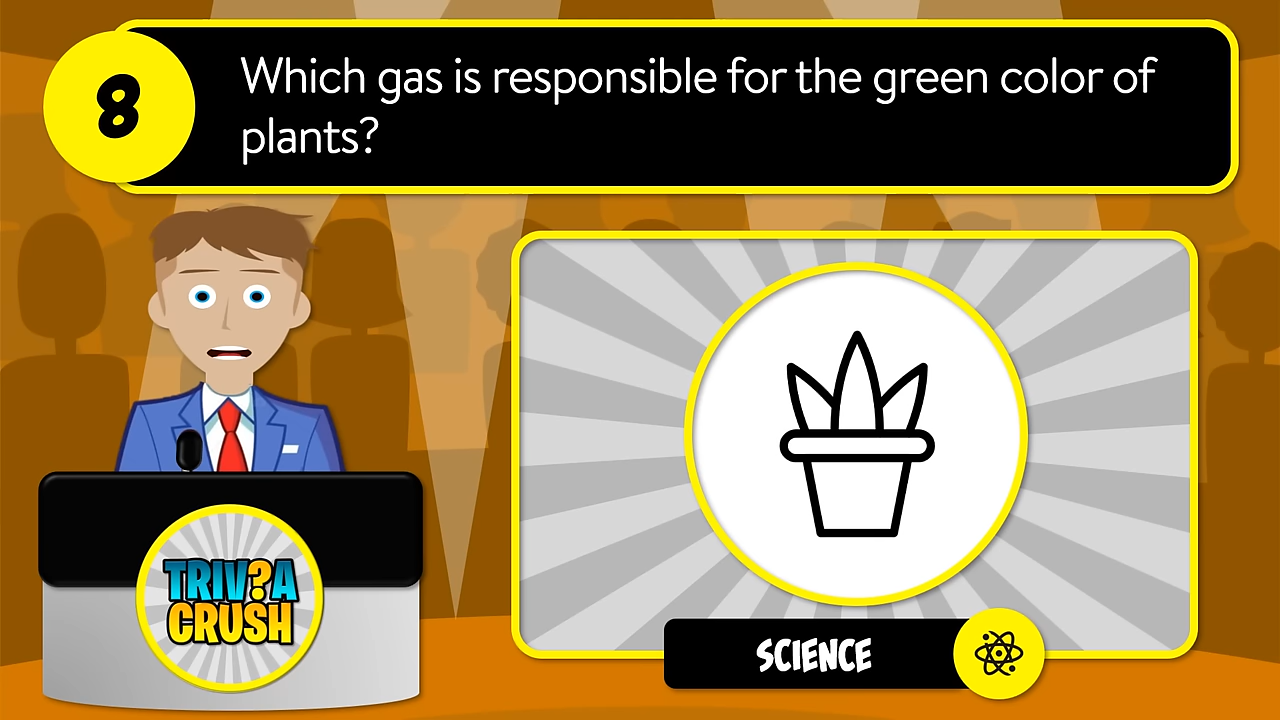 8
Which gas is responsible for the green color of
plants?
TRIV?A
CRUSH
SCIENCE